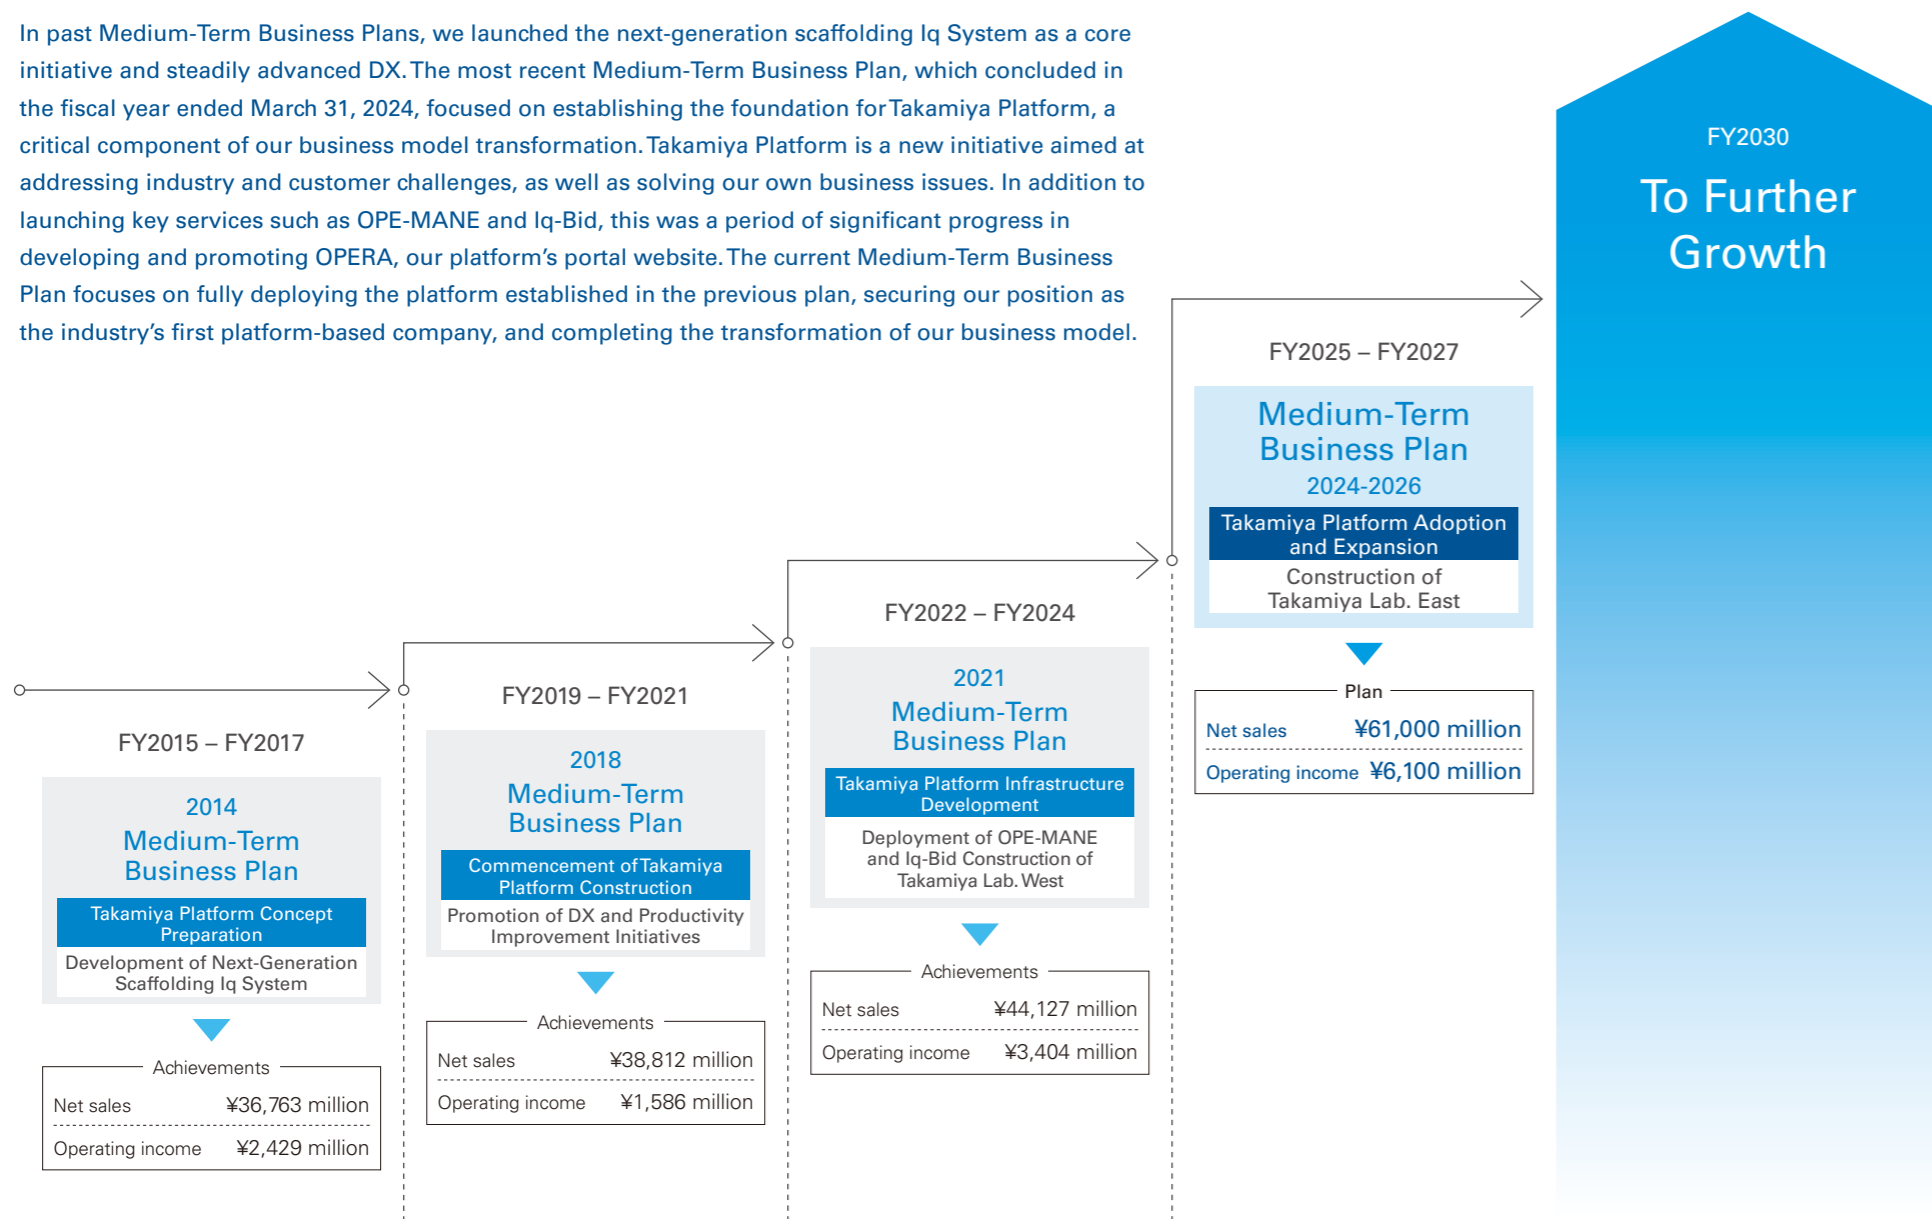 In past Medium-Term Business Plans, we launched the next-generation scaffolding Iq System as a core
initiative and steadily advanced DX. The most recent Medium-Term Business Plan, which concluded in
the fiscal year ended March 31, 2024, focused on establishing the foundation for Takamiya Platform, a
critical component of our business model transformation. Takamiya Platform is a new initiative aimed at
addressing industry and customer challenges, as well as solving our own business issues. In addition to
launching key services such as OPE-MANE and Iq-Bid, this was a period of significant progress in
developing and promoting OPERA, our platform's portal website. The current Medium-Term Business
Plan focuses on fully deploying the platform established in the previous plan, securing our position as
the industry's first platform-based company, and completing the transformation of our business model.
FY2015 – FY2017
2014
Medium-Term
Business Plan
Takamiya Platform Concept
Preparation
Development of Next-Generation
Scaffolding Iq System
Achievements
Net sales ¥36,763 million
Operating income ¥2,429 million
FY2019 – FY2021
2018
Medium-Term
Business Plan
Commencement of Takamiya
Platform Construction
Promotion of DX and Productivity
Improvement Initiatives
Achievements
Net sales ¥38,812 million
Operating income ¥1,586 million
FY2022 – FY2024
2021
Medium-Term
Business Plan
Takamiya Platform Infrastructure
Development
Deployment of OPE-MANE
and Iq-Bid Construction of
Takamiya Lab. West
Achievements
Net sales ¥44,127 million
Operating income ¥3,404 million
FY2025 – FY2027
Medium-Term
Business Plan
2024-2026
Takamiya Platform Adoption
and Expansion
Construction of
Takamiya Lab. East
Plan
Net sales ¥61,000 million
Operating income ¥6,100 million
FY2030
To Further
Growth